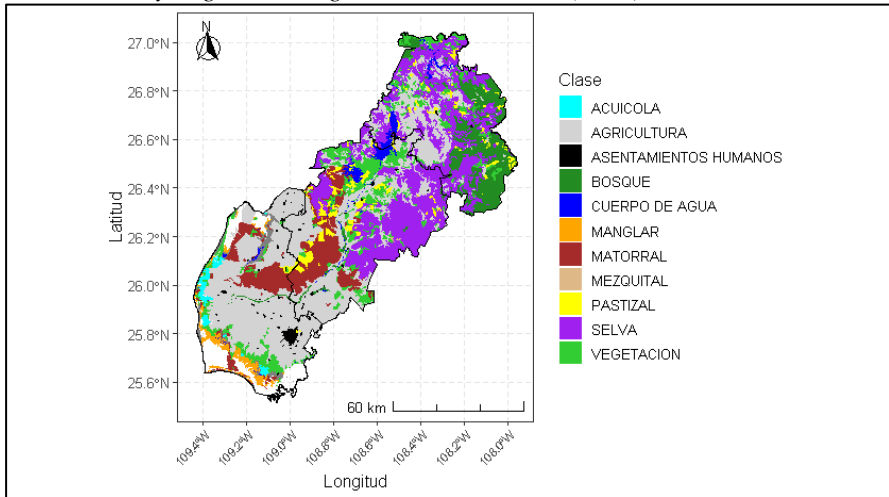 N
27.0°N
26.8°N
26.6°N
26.4°N
26.2°N
26.0°N
25.8°N
25.6°N
Latitud
60 km
109.4°W
109.2°W
109.0°W
108.8°W
108.6°W
108.4°W
108.2°W
108.0°W
Longitud
Clase
ACUICOLA
AGRICULTURA
ASENTAMIENTOS HUMANOS
BOSQUE
CUERPO DE AGUA
MANGLAR
MATORRAL
MEZQUITAL
PASTIZAL
SELVA
VEGETACION